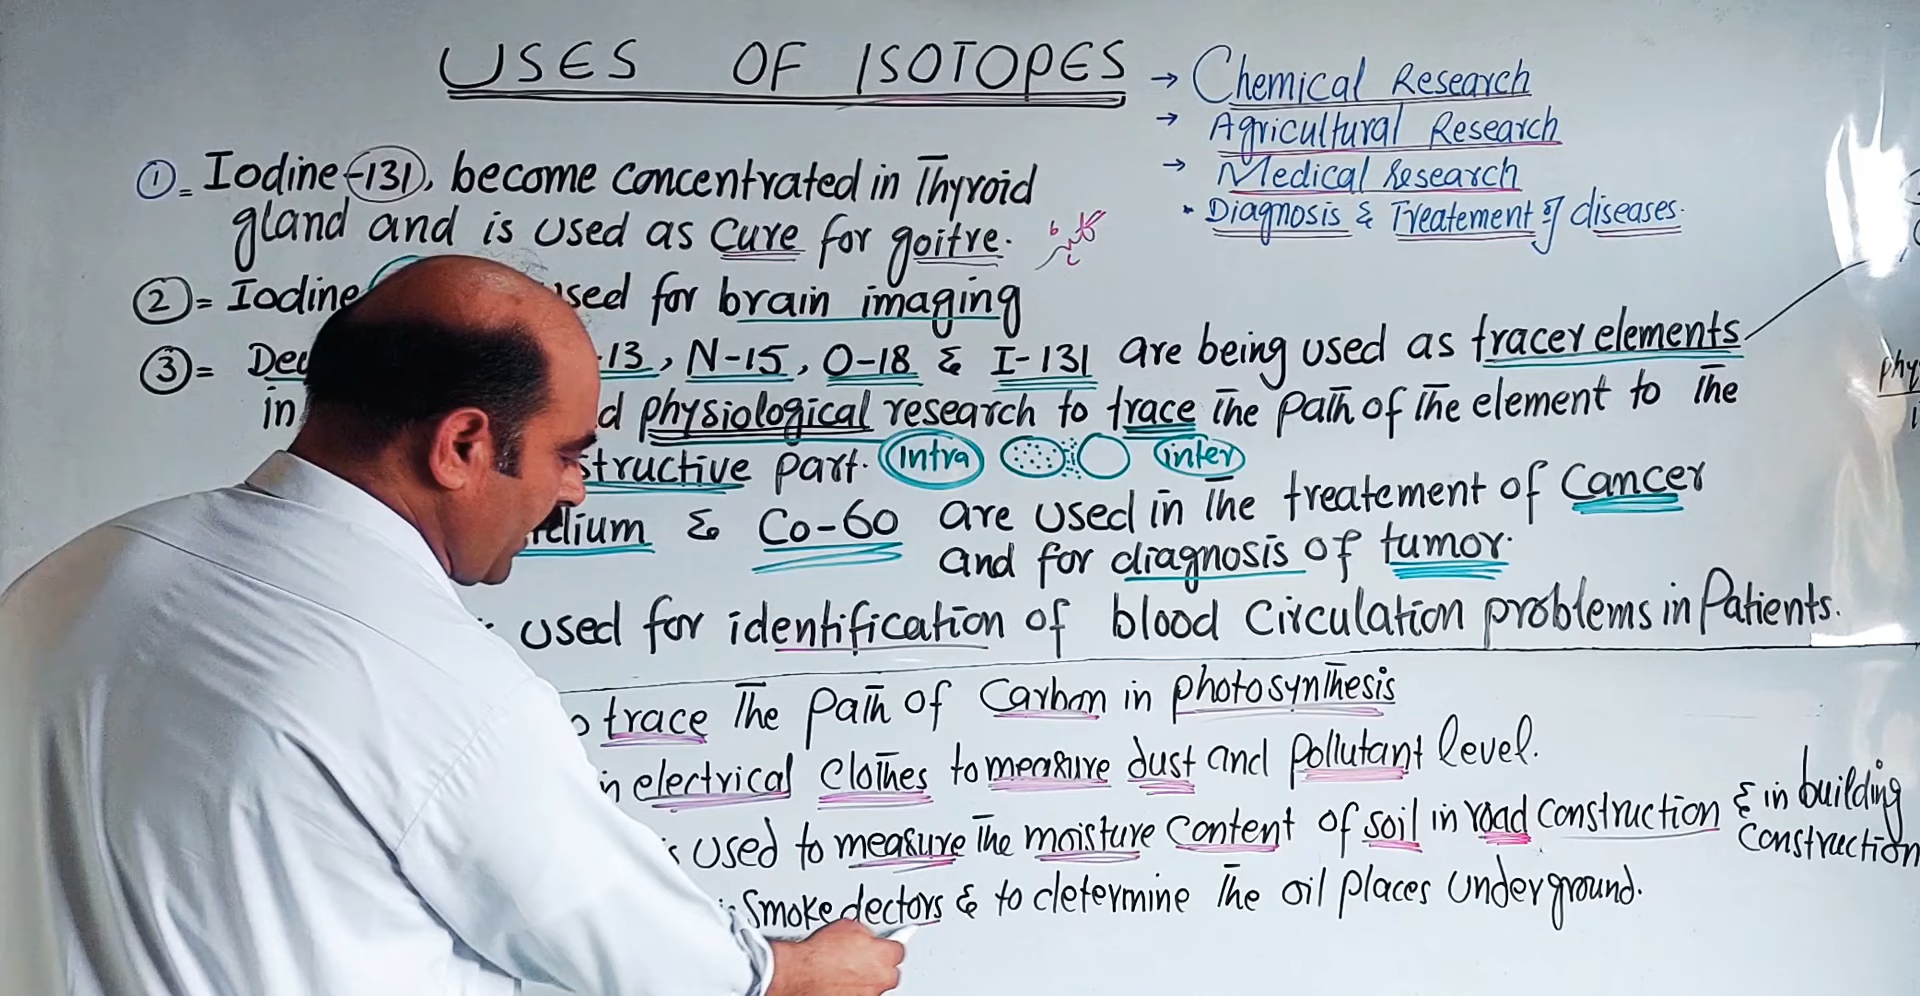 USES OF ISOTOPES
→ Chemical Research
→ Agricultural Research
→ Medical Research
Diagnosis & Treatement of diseases.
①= Iodine-131, become concentrated in Thyroid
gland and is used as cure for goitre.
②= Iodine used for brain imaging
③= -13, N-15, O-18 & I-131 are being used as tracer elements
in physiological research to trace the path of the element to the
structive part. intra inter
& Co-60 are used in the treatement of Cancer
and for diagnosis of tumor.
used for identification of blood circulation problems in Patients.
trace the path of Carbon in photosynthesis
in electrical clothes to measure dust and pollutant level.
used to measure the moisture content of soil in road construction & in building
construction
Smoke dectors & to determine the oil places underground.